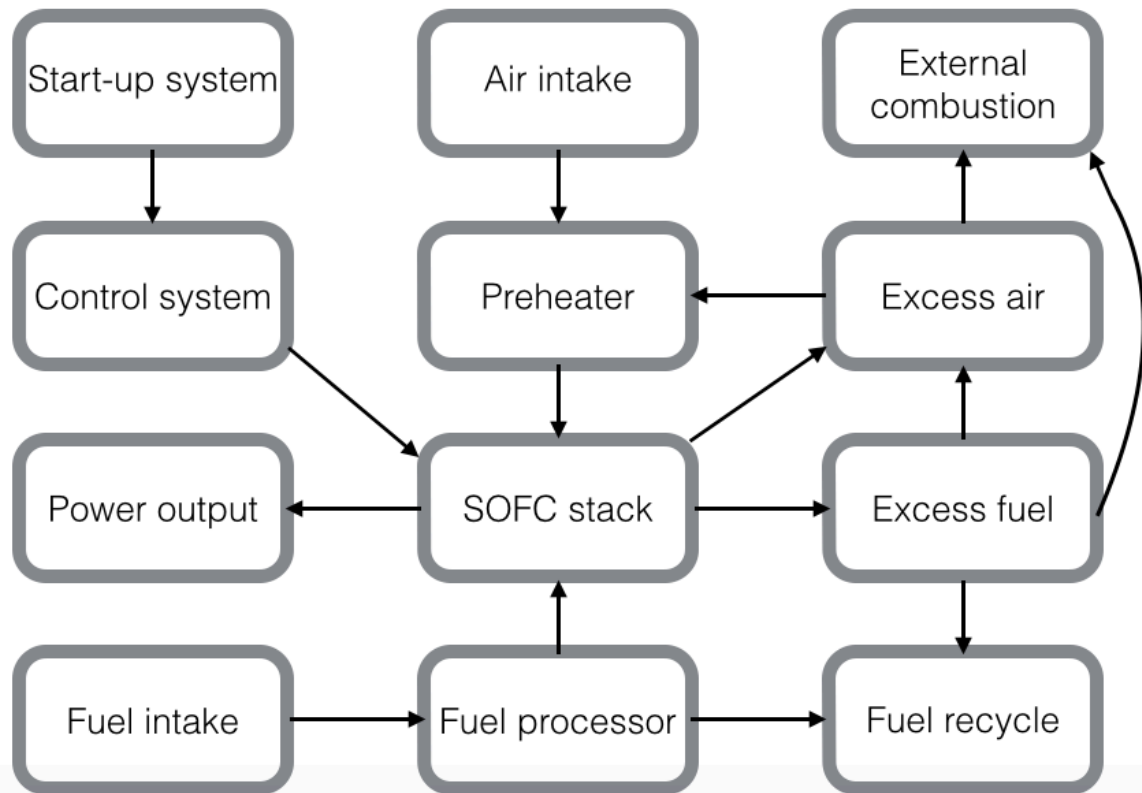 Start-up system
Air intake
External
combustion
Control system
Preheater
Excess air
Power output
SOFC stack
Excess fuel
Fuel intake
Fuel processor
Fuel recycle